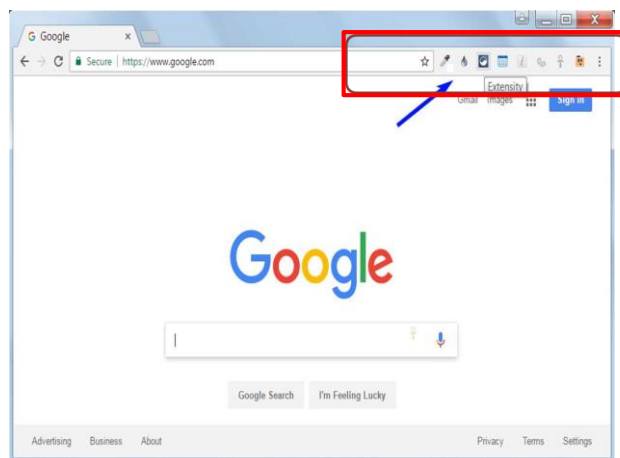 G Google
Secure | https://www.google.com
Extensity
Gmail Images Sign in
Google
Google Search I'm Feeling Lucky
Advertising Business About Privacy Terms Settings